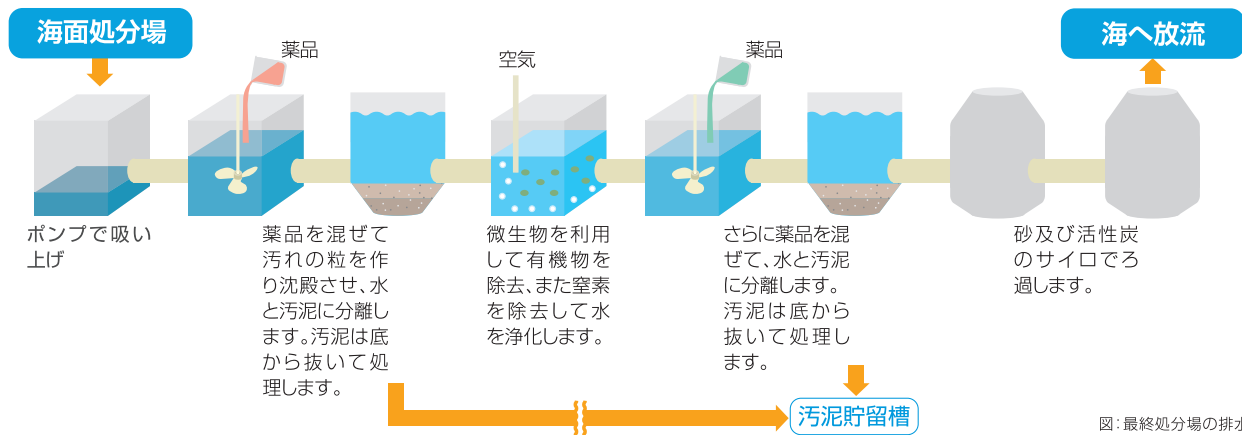 海面処分場
海へ放流
薬品
空気
薬品
ポンプで吸い
上げ
薬品を混ぜて
汚れの粒を作
り沈殿させ、水
と汚泥に分離し
ます。汚泥は底
から抜いて処
理します。
微生物を利用
して有機物を
除去、また窒素
を除去して水
を浄化します。
さらに薬品を混
ぜて、水と汚泥
に分離します。
汚泥は底から
抜いて処理し
ます。
砂及び活性炭
のサイロでろ
過します。
汚泥貯留槽
図：最終処分場の排水